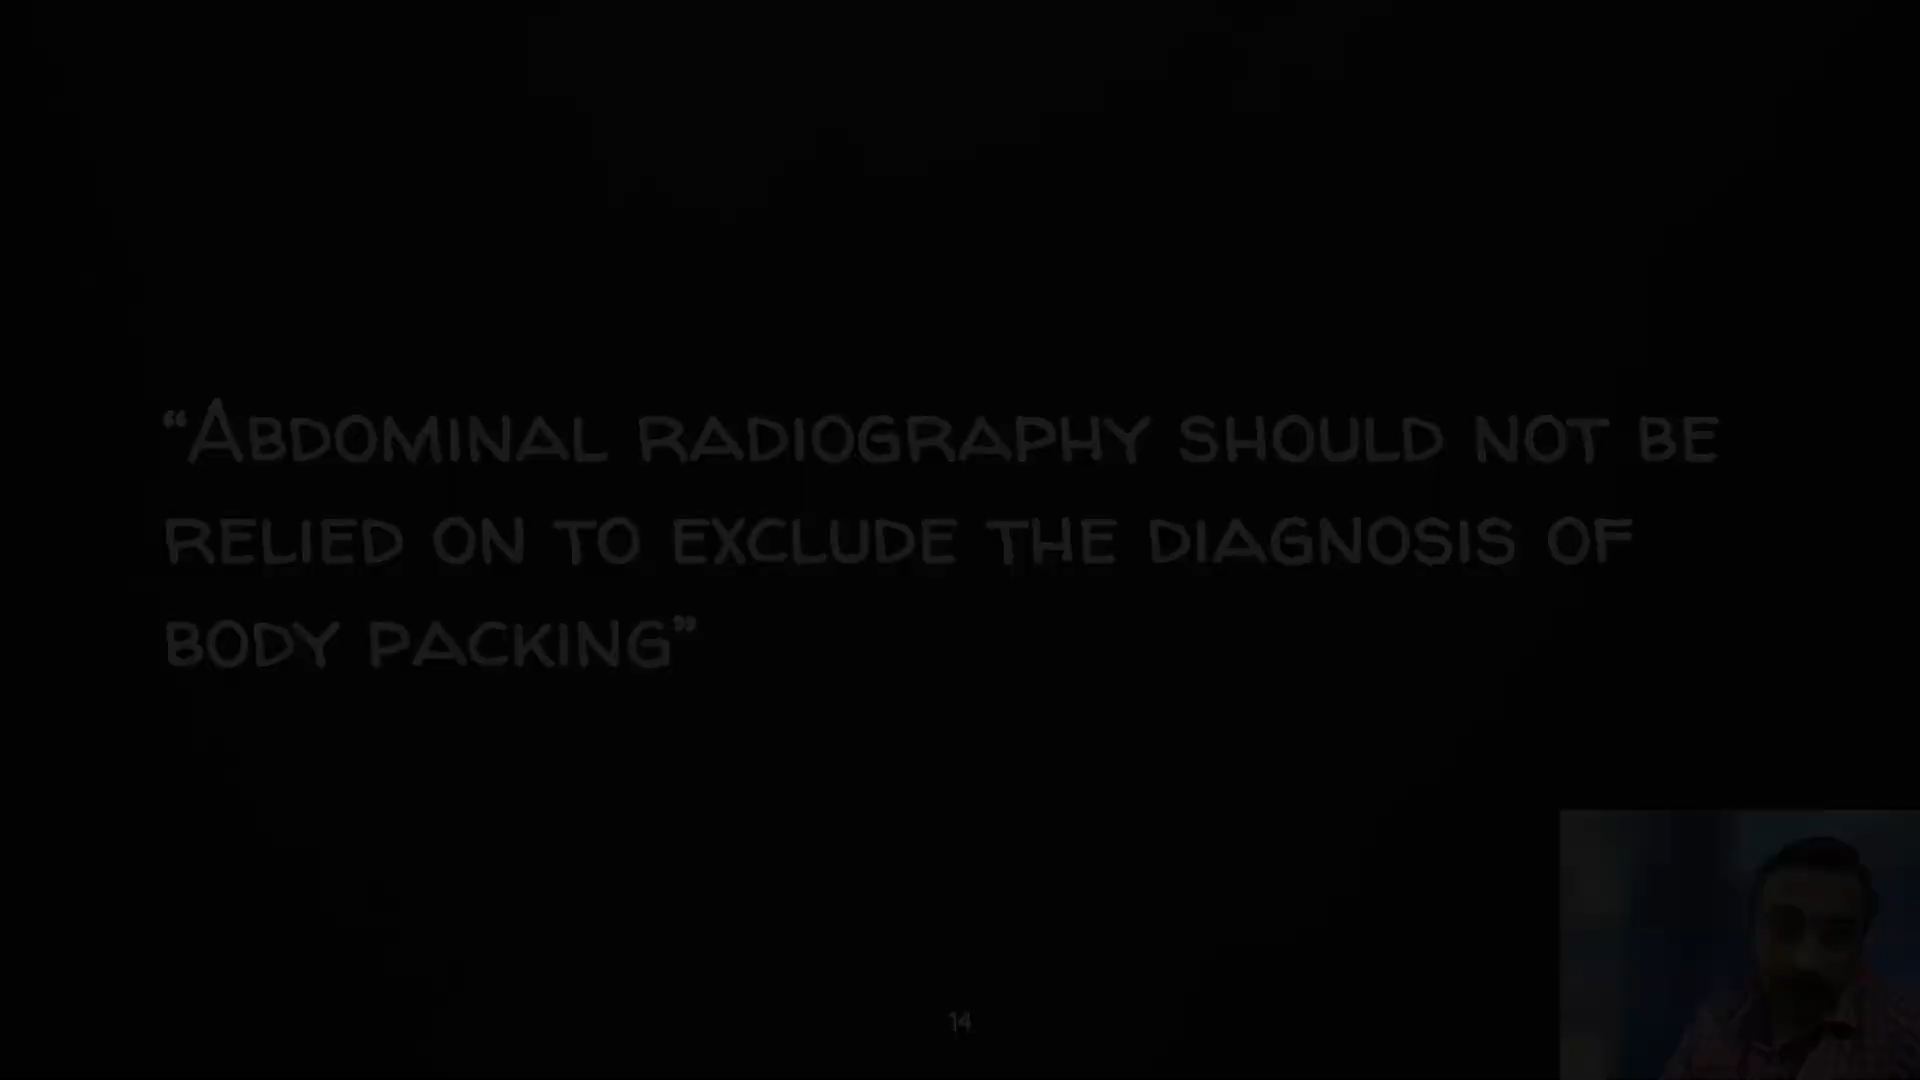 “Abdominal radiography should not be
relied on to exclude the diagnosis of
body packing”
14